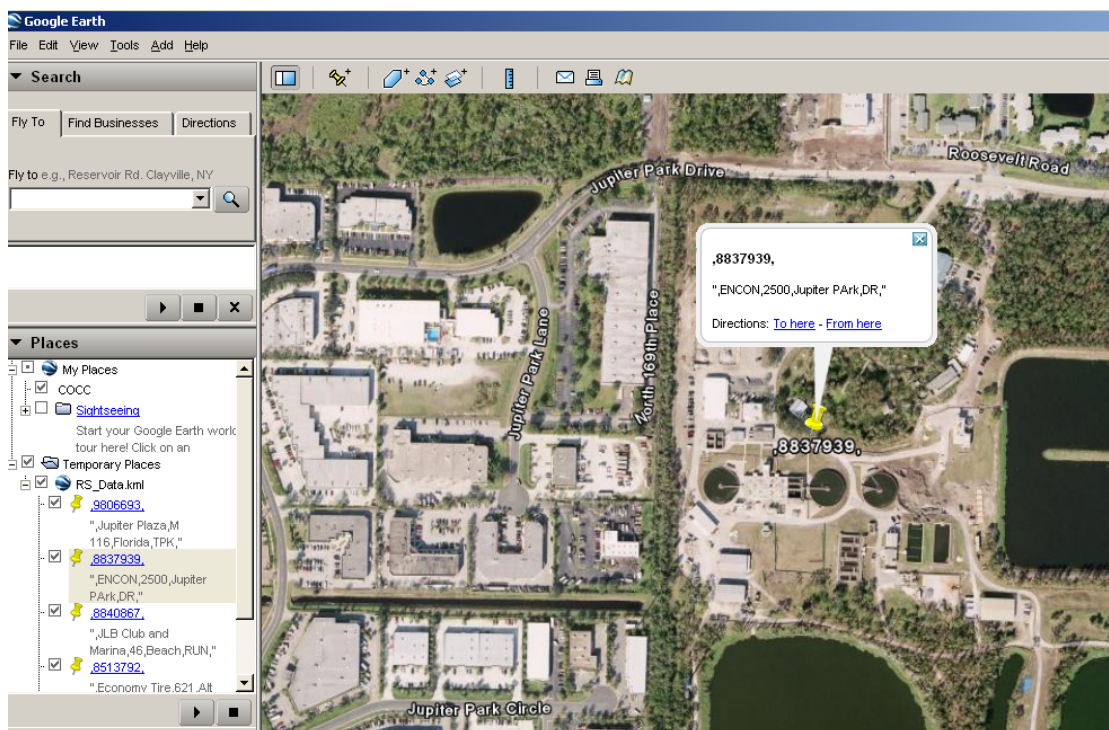 Google Earth
File Edit View Tools Add Help
Search
Fly To Find Businesses Directions
Fly to e.g., Reservoir Rd. Clayville, NY
Places
My Places
COCC
Sightseeing
Start your Google Earth world
tour here! Click on an
Temporary Places
RS_Data.kml
,9806693,
",Jupiter Plaza,M
116,Florida,TPK,"
,8837939,
",ENCON,2500,Jupiter
PArk,DR,"
,8840867,
",JLB Club and
Marina,46,Beach,RUN,"
,8513792,
",Economy Tire,621,Alt
Jupiter Park Drive
Roosevelt Road
,8837939,
",ENCON,2500,Jupiter PArk,DR,"
Directions: To here - From here
Jupiter Park Lane
North 169th Place
,8837939,
Jupiter Park Circle